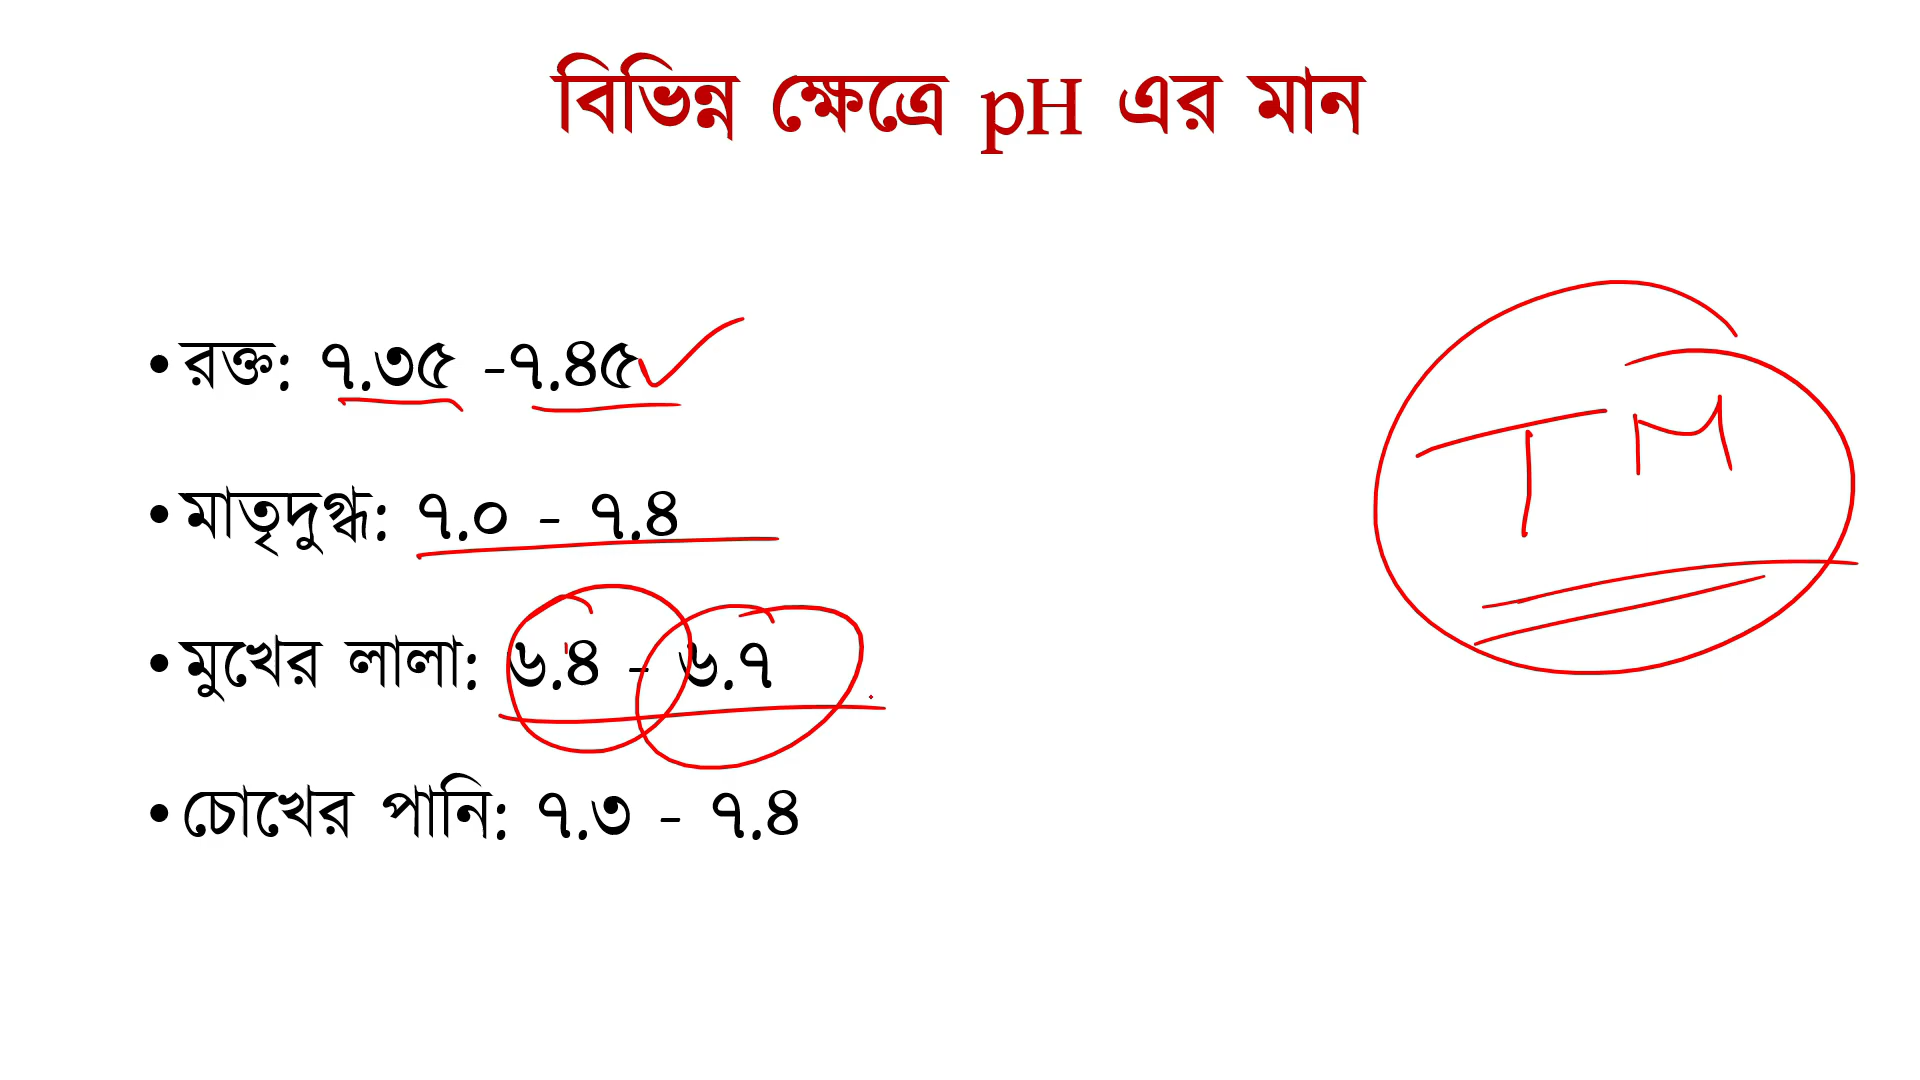 বিভিন্ন ক্ষেত্রে pH এর মান
• রক্ত: ৭.৩৫ -৭.৪৫
• মাতৃদুগ্ধ: ৭.০ - ৭.৪
• মুখের লালা: ৬.৪ - ৬.৭
• চোখের পানি: ৭.৩ - ৭.৪
TM